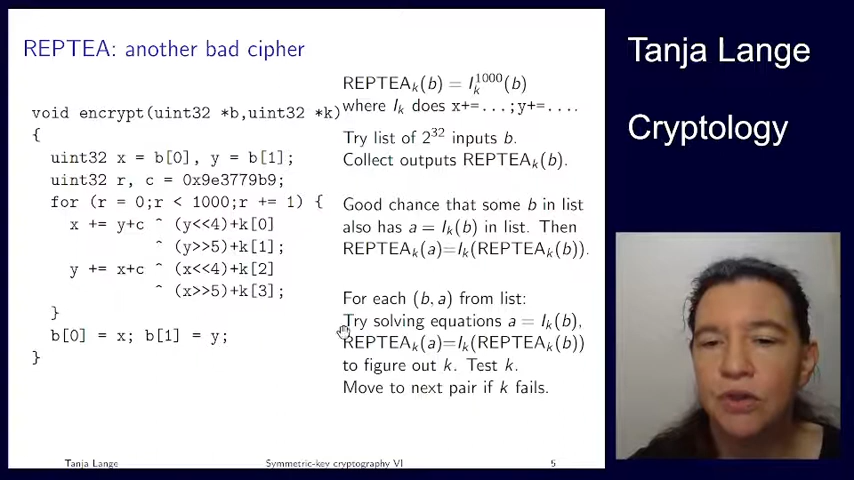 REPTEA: another bad cipher
void encrypt(uint32 *b,uint32 *k)
{
uint32 x = b[0], y = b[1];
uint32 r, c = 0x9e3779b9;
for (r = 0;r < 1000;r += 1) {
x += y+c ^ (y<<4)+k[0]
^ (y>>5)+k[1];
y += x+c ^ (x<<4)+k[2]
^ (x>>5)+k[3];
}
b[0] = x; b[1] = y;
}
REPTEAₖ(b) = Iₖ¹⁰⁰⁰(b)
where Iₖ does x+=...;y+=....
Try list of 2³² inputs b.
Collect outputs REPTEAₖ(b).
Good chance that some b in list
also has a = Iₖ(b) in list. Then
REPTEAₖ(a)=Iₖ(REPTEAₖ(b)).
For each (b, a) from list:
Try solving equations a = Iₖ(b),
REPTEAₖ(a)=Iₖ(REPTEAₖ(b))
to figure out k. Test k.
Move to next pair if k fails.
Tanja Lange
Symmetric-key cryptography VI
5
Tanja Lange
Cryptology